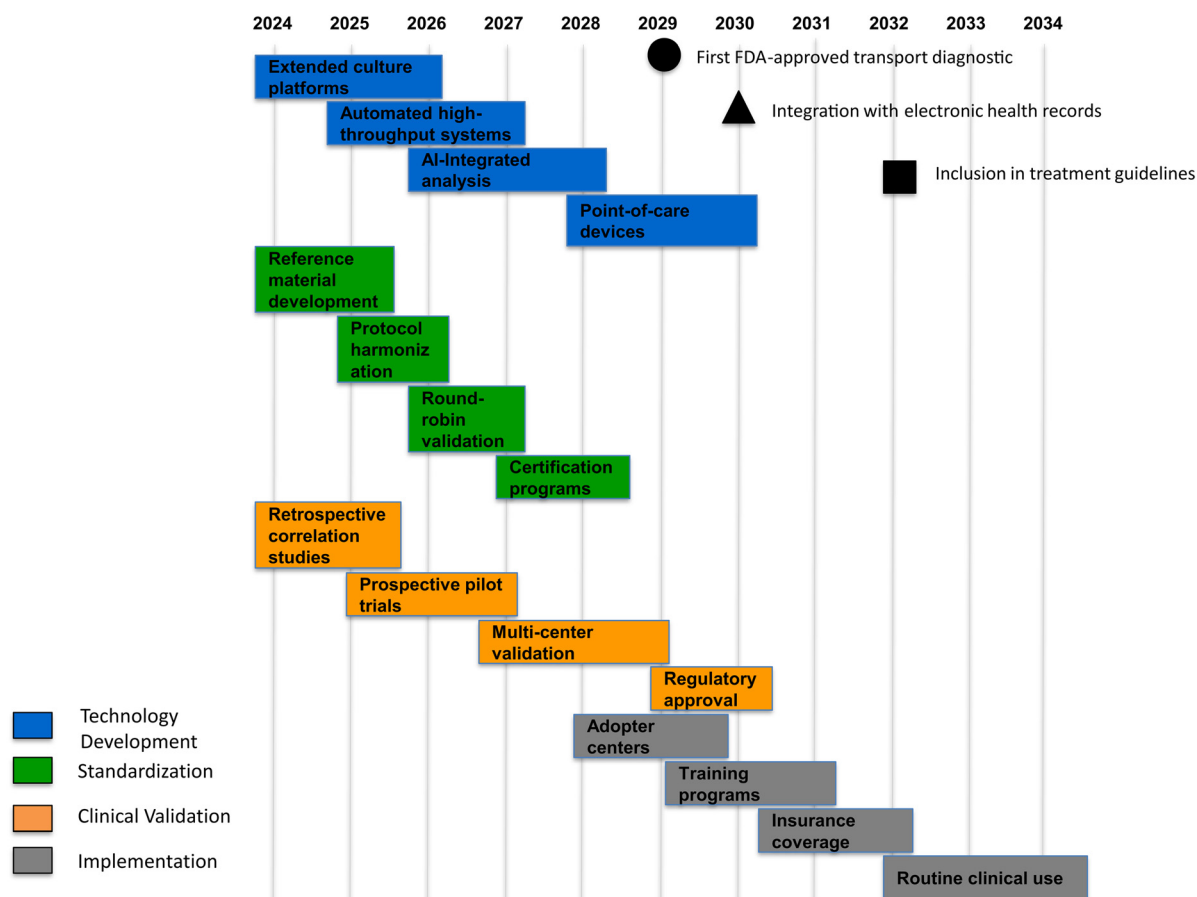 2024 2025 2026 2027 2028 2029 2030 2031 2032 2033 2034
First FDA-approved transport diagnostic
Integration with electronic health records
Inclusion in treatment guidelines
Extended culture
platforms
Automated high-
throughput systems
AI-Integrated
analysis
Point-of-care
devices
Reference
material
development
Protocol
harmoniz
ation
Round-
robin
validation
Certification
programs
Retrospective
correlation
studies
Prospective pilot
trials
Multi-center
validation
Regulatory
approval
Adopter
centers
Training
programs
Insurance
coverage
Routine clinical use
Technology
Development
Standardization
Clinical Validation
Implementation